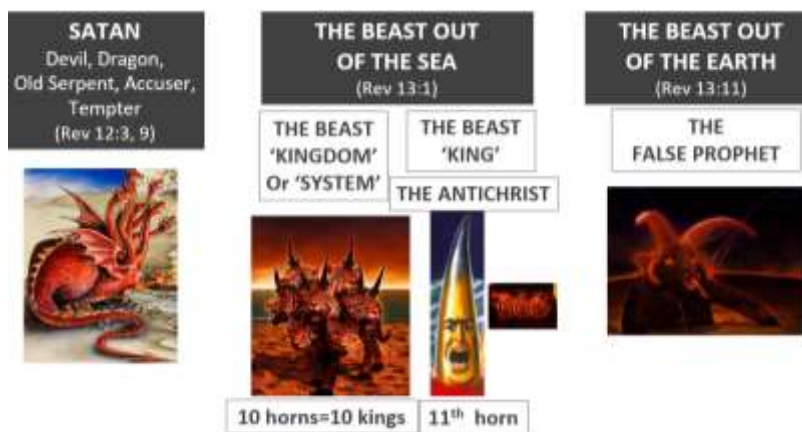 SATAN
Devil, Dragon,
Old Serpent, Accuser,
Tempter
(Rev 12:3, 9)
THE BEAST OUT
OF THE SEA
(Rev 13:1)
THE BEAST
‘KINGDOM’
Or ‘SYSTEM’
THE BEAST
‘KING’
THE ANTICHRIST
10 horns=10 kings
11th horn
THE BEAST OUT
OF THE EARTH
(Rev 13:11)
THE
FALSE PROPHET